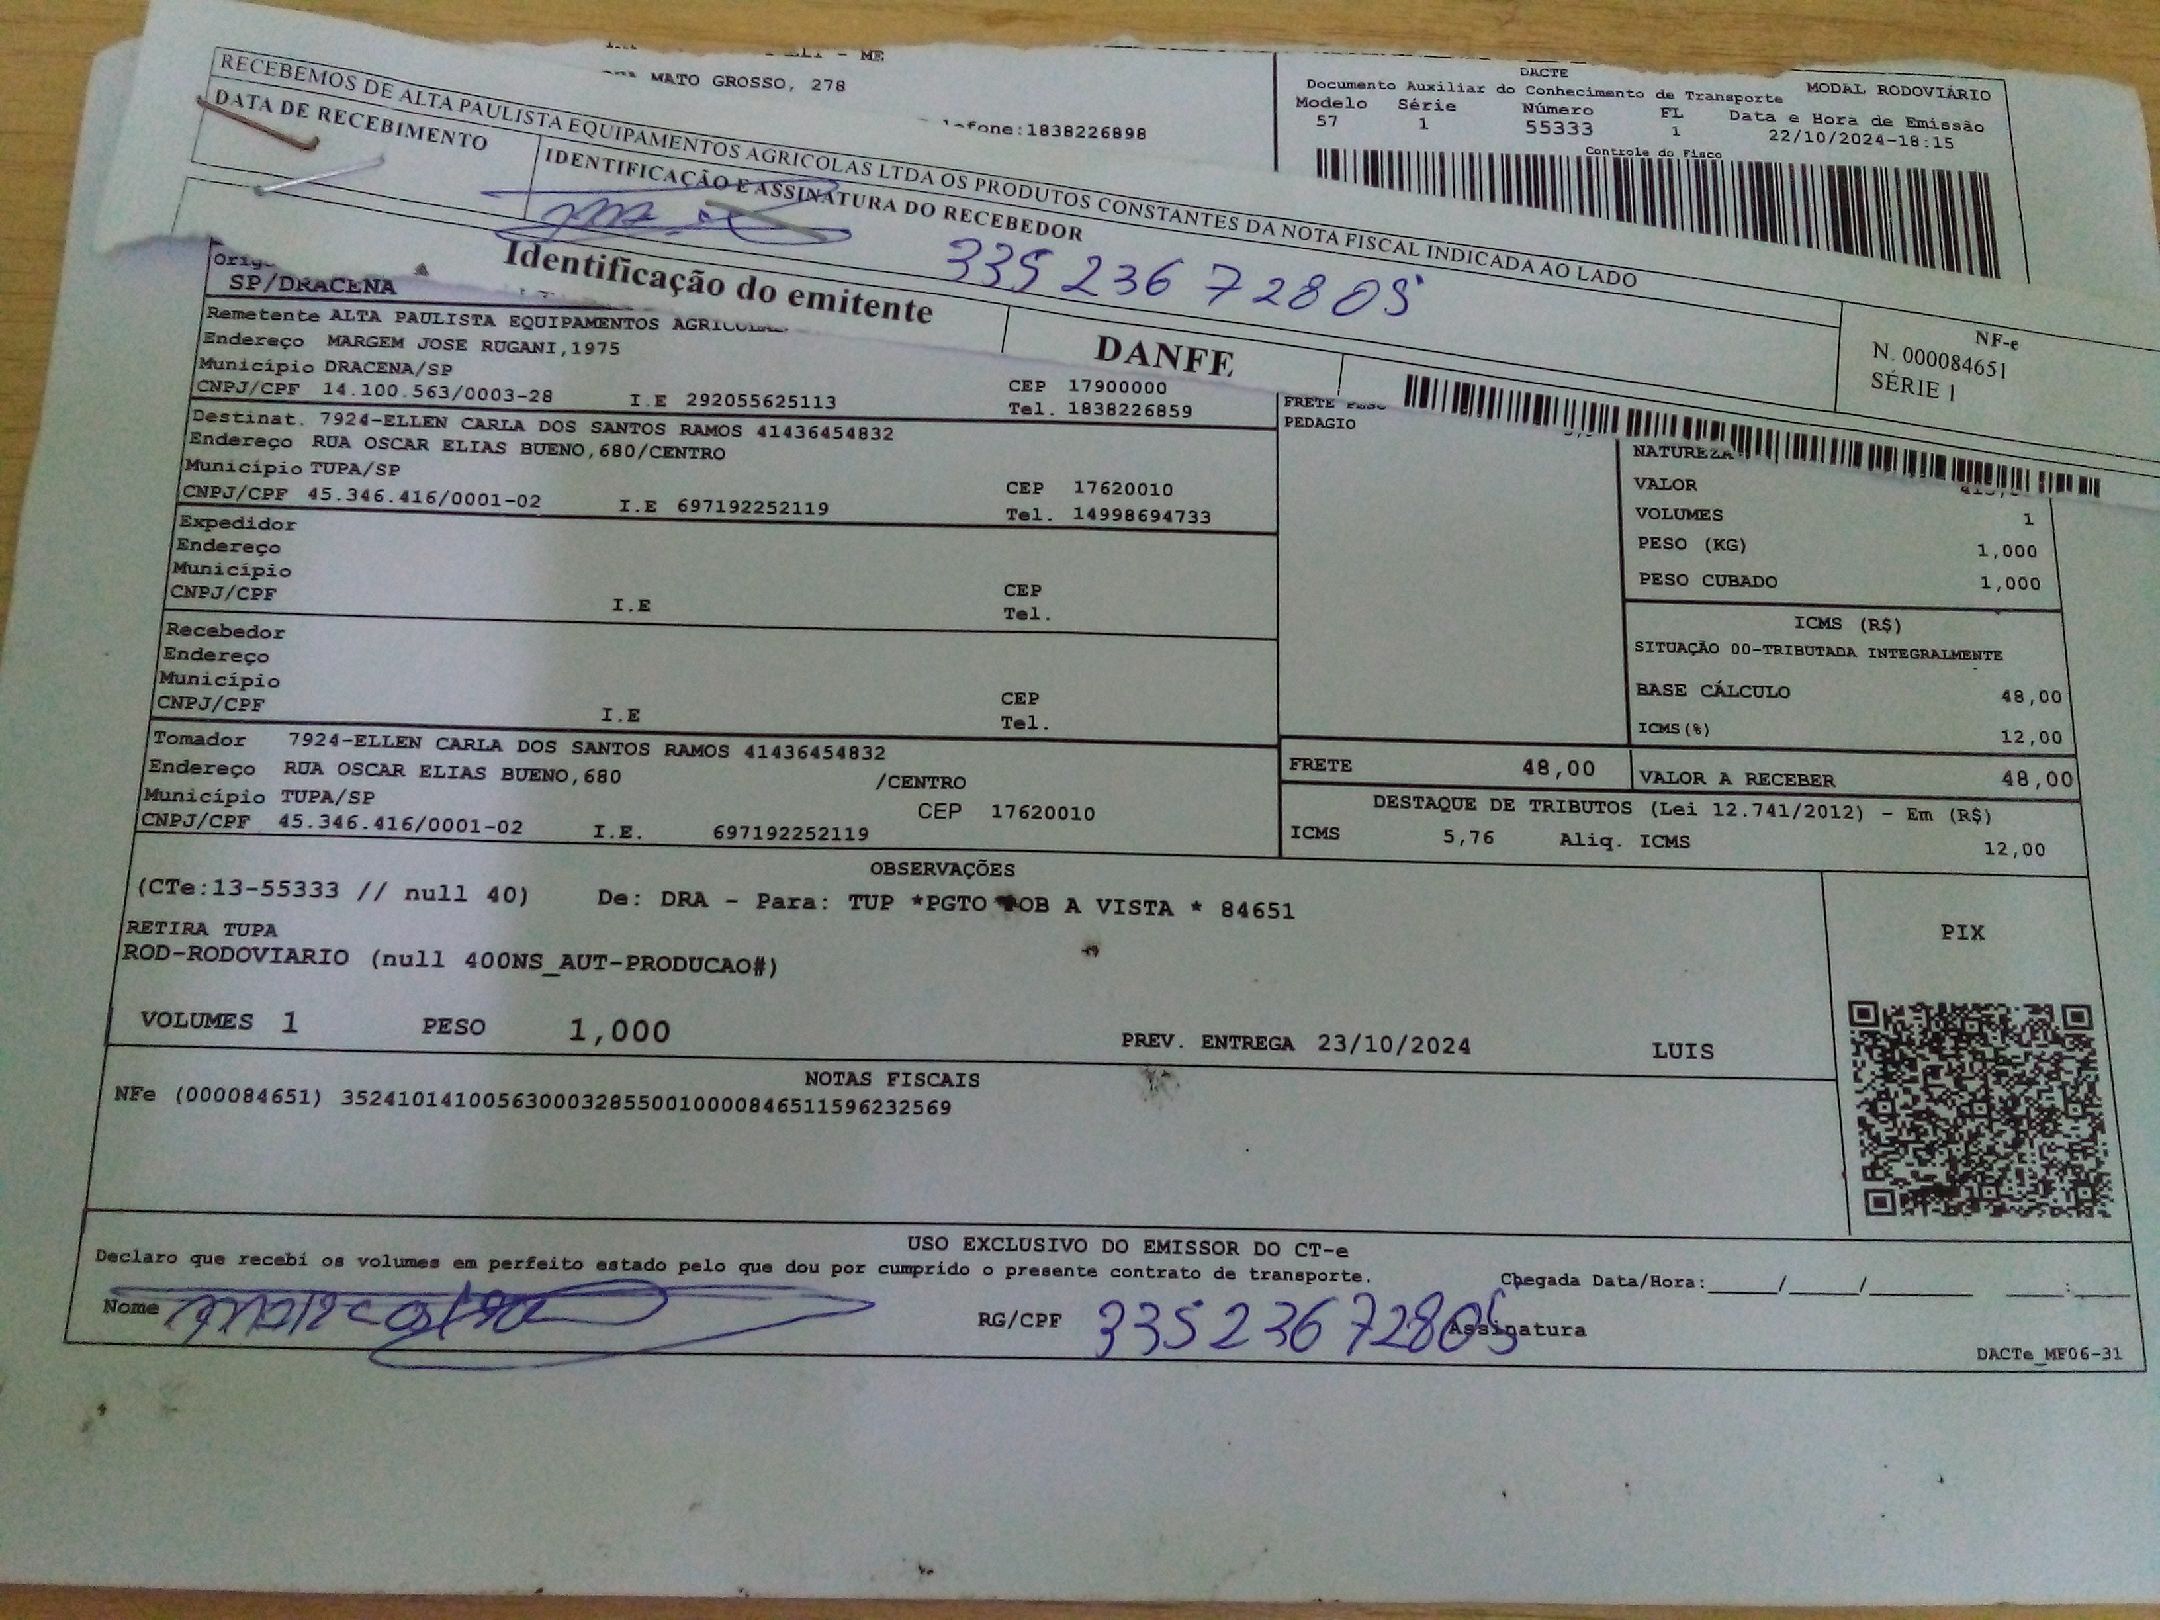 ME
MATO GROSSO, 278
DACTE
Documento Auxiliar do Conhecimento de Transporte
MODAL RODOVIÁRIO
Modelo Série Número FL Data e Hora de Emissão
57 1 55333 1 22/10/2024-18:15
Controle do Fisco
RECEBEMOS DE ALTA PAULISTA EQUIPAMENTOS AGRICOLAS LTDA OS PRODUTOS CONSTANTES DA NOTA FISCAL INDICADA AO LADO
DATA DE RECEBIMENTO
IDENTIFICAÇÃO E ASSINATURA DO RECEBEDOR
33523672805
NF-e
N. 000084651
SÉRIE 1
Identificação do emitente
DANFE
SP/DRACENA
Remetente ALTA PAULISTA EQUIPAMENTOS
Endereço MARGEM JOSE RUGANI,1975
Município DRACENA/SP
CEP 17900000
CNPJ/CPF 14.100.563/0003-28 I.E 292055625113 Tel. 1838226859
Destinat. 7924-ELLEN CARLA DOS SANTOS RAMOS 41436454832
Endereço RUA OSCAR ELIAS BUENO,680/CENTRO
Município TUPA/SP CEP 17620010
CNPJ/CPF 45.346.416/0001-02 I.E 697192252119 Tel. 14998694733
Expedidor
Endereço
Município CEP
CNPJ/CPF I.E Tel.
Recebedor
Endereço
Município CEP
CNPJ/CPF I.E Tel.
Tomador 7924-ELLEN CARLA DOS SANTOS RAMOS 41436454832
Endereço RUA OSCAR ELIAS BUENO,680 /CENTRO
Município TUPA/SP CEP 17620010
CNPJ/CPF 45.346.416/0001-02 I.E. 697192252119
FRETE
PEDAGIO
NATUREZA
VALOR
VOLUMES 1
PESO (KG) 1,000
PESO CUBADO 1,000
ICMS (R$)
SITUAÇÃO 00-TRIBUTADA INTEGRALMENTE
BASE CÁLCULO 48,00
ICMS(%) 12,00
FRETE 48,00 VALOR A RECEBER 48,00
DESTAQUE DE TRIBUTOS (Lei 12.741/2012) - Em (R$)
ICMS 5,76 Aliq. ICMS 12,00
OBSERVAÇÕES
(CTe:13-55333 // null 40) De: DRA - Para: TUP *PGTO A VISTA * 84651
RETIRA TUPA
ROD-RODOVIARIO (null 400NS_AUT-PRODUCAO#)
PIX
VOLUMES 1 PESO 1,000 PREV. ENTREGA 23/10/2024 LUIS
NOTAS FISCAIS
NFe (000084651) 35241014100563000328550010000846511596232569
USO EXCLUSIVO DO EMISSOR DO CT-e
Declaro que recebi os volumes em perfeito estado pelo que dou por cumprido o presente contrato de transporte.
Chegada Data/Hora:_____/_____/________ ____:____
Nome RG/CPF 33523672805 Assinatura
DACTe_MF06-31